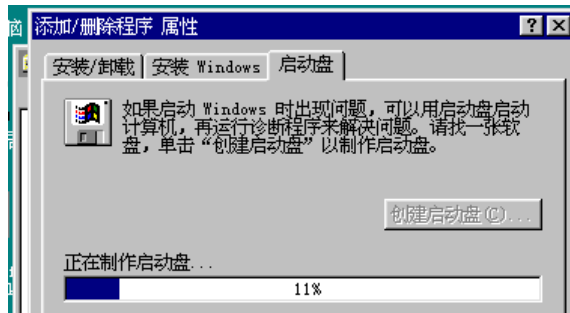 添加/删除程序 属性
安装/卸载 安装 Windows 启动盘
如果启动 Windows 时出现问题，可以用启动盘启动
计算机，再运行诊断程序来解决问题。请找一张软
盘，单击“创建启动盘”以制作启动盘。
创建启动盘(C)...
正在制作启动盘...
11%